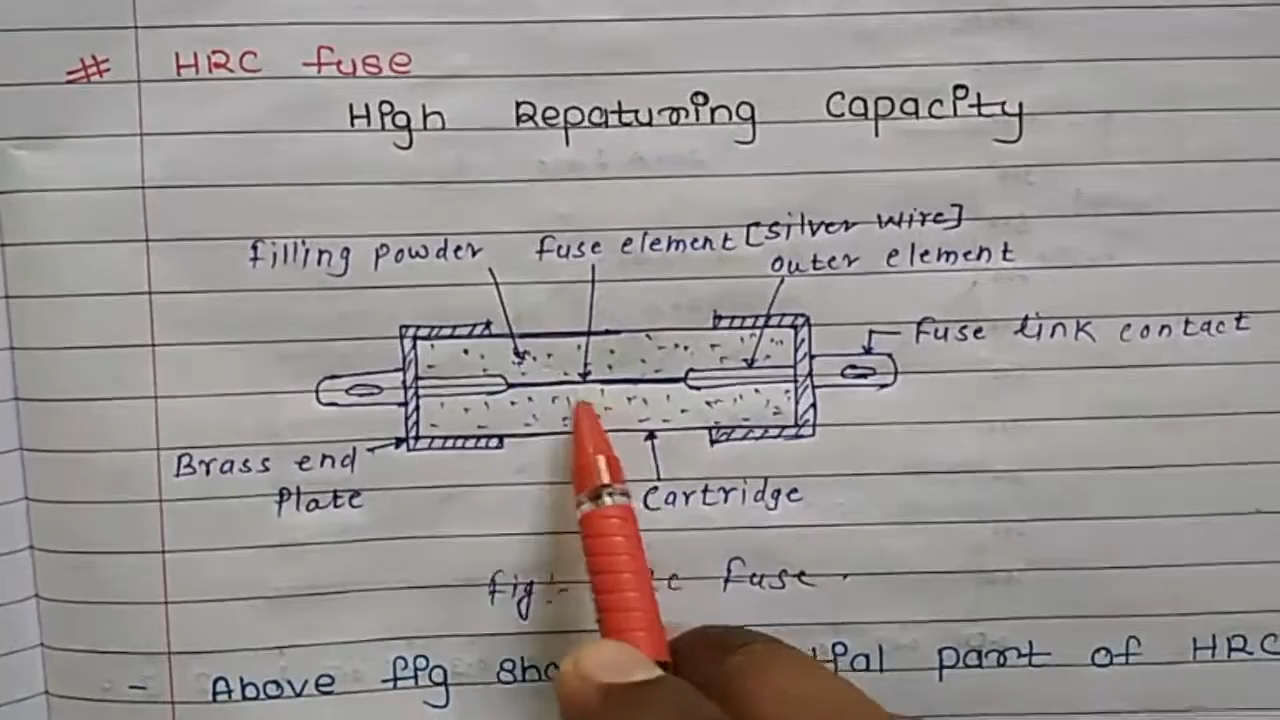 # HRC fuse
High Repaturing Capacity
filling powder fuse element [silver wire]
outer element
fuse link contact
Brass end
Plate
Cartridge
fig:- c fuse.
- Above fig part of HRC